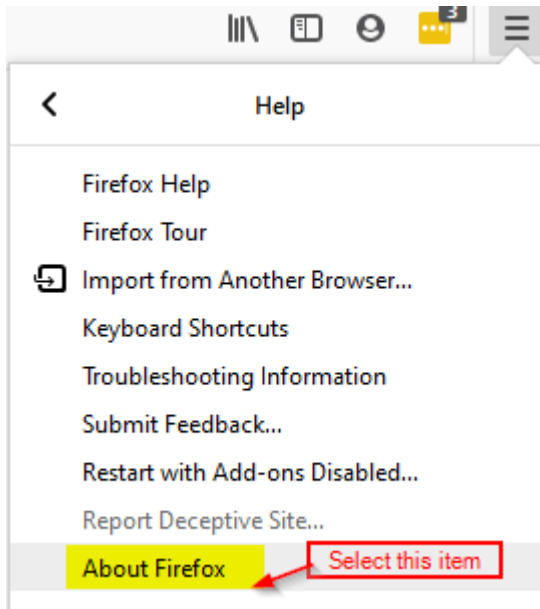 3
Help
Firefox Help
Firefox Tour
Import from Another Browser...
Keyboard Shortcuts
Troubleshooting Information
Submit Feedback...
Restart with Add-ons Disabled...
Report Deceptive Site...
About Firefox
Select this item